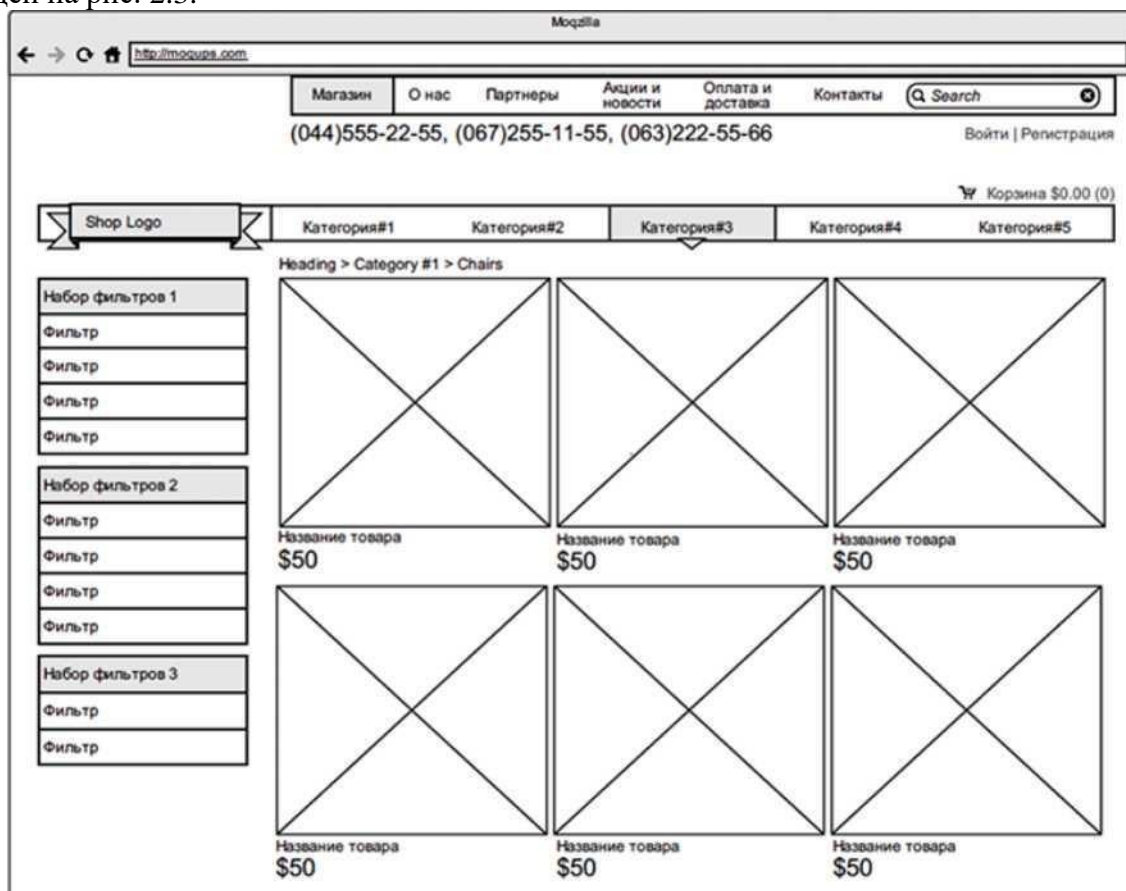 цен на рис. 2.3.
Moqzilla
http://moqups.com
Магазин О нас Партнеры Акции и новости Оплата и доставка Контакты Search
(044)555-22-55, (067)255-11-55, (063)222-55-66
Войти | Регистрация
Корзина $0.00 (0)
Shop Logo Категория#1 Категория#2 Категория#3 Категория#4 Категория#5
Heading > Category #1 > Chairs
Набор фильтров 1
Фильтр
Фильтр
Фильтр
Фильтр
Набор фильтров 2
Фильтр
Фильтр
Фильтр
Фильтр
Набор фильтров 3
Фильтр
Фильтр
Название товара Название товара Название товара
$50 $50 $50
Название товара Название товара Название товара
$50 $50 $50